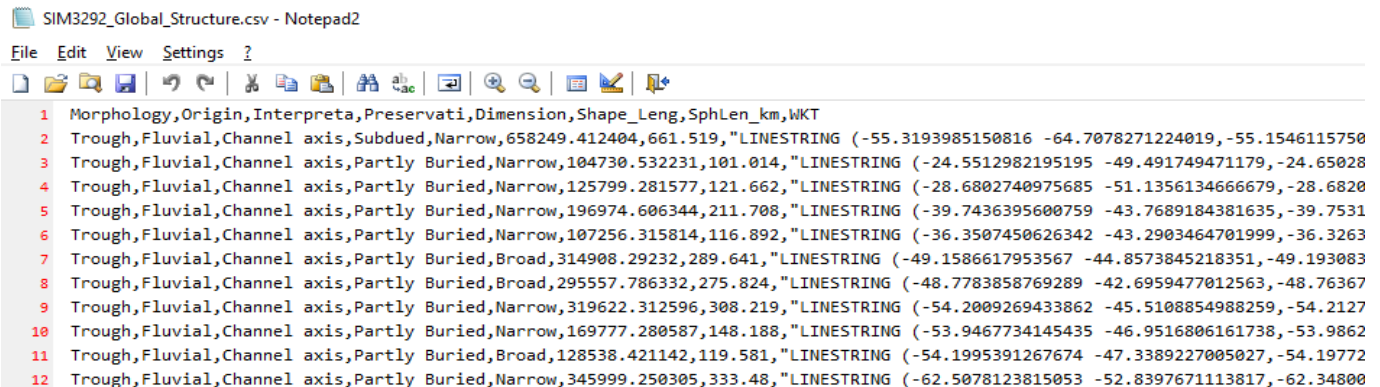 SIM3292_Global_Structure.csv - Notepad2
File Edit View Settings ?
1 Morphology,Origin,Interpreta,Preservati,Dimension,Shape_Leng,SphLen_km,WKT
2 Trough,Fluvial,Channel axis,Subdued,Narrow,658249.412404,661.519,"LINESTRING (-55.3193985150816 -64.7078271224019,-55.1546115750
3 Trough,Fluvial,Channel axis,Partly Buried,Narrow,104730.532231,101.014,"LINESTRING (-24.5512982195195 -49.491749471179,-24.65028
4 Trough,Fluvial,Channel axis,Partly Buried,Narrow,125799.281577,121.662,"LINESTRING (-28.6802740975685 -51.1356134666679,-28.6820
5 Trough,Fluvial,Channel axis,Partly Buried,Narrow,196974.606344,211.708,"LINESTRING (-39.7436395600759 -43.7689184381635,-39.7531
6 Trough,Fluvial,Channel axis,Partly Buried,Narrow,107256.315814,116.892,"LINESTRING (-36.3507450626342 -43.2903464701999,-36.3263
7 Trough,Fluvial,Channel axis,Partly Buried,Broad,314908.29232,289.641,"LINESTRING (-49.1586617953567 -44.8573845218351,-49.193083
8 Trough,Fluvial,Channel axis,Partly Buried,Broad,295557.786332,275.824,"LINESTRING (-48.7783858769289 -42.6959477012563,-48.76367
9 Trough,Fluvial,Channel axis,Partly Buried,Narrow,319622.312596,308.219,"LINESTRING (-54.2009269433862 -45.5108854988259,-54.2127
10 Trough,Fluvial,Channel axis,Partly Buried,Narrow,169777.280587,148.188,"LINESTRING (-53.9467734145435 -46.9516806161738,-53.9862
11 Trough,Fluvial,Channel axis,Partly Buried,Broad,128538.421142,119.581,"LINESTRING (-54.1995391267674 -47.3389227005027,-54.19772
12 Trough,Fluvial,Channel axis,Partly Buried,Narrow,345999.250305,333.48,"LINESTRING (-62.5078123815053 -52.8397671113817,-62.34800